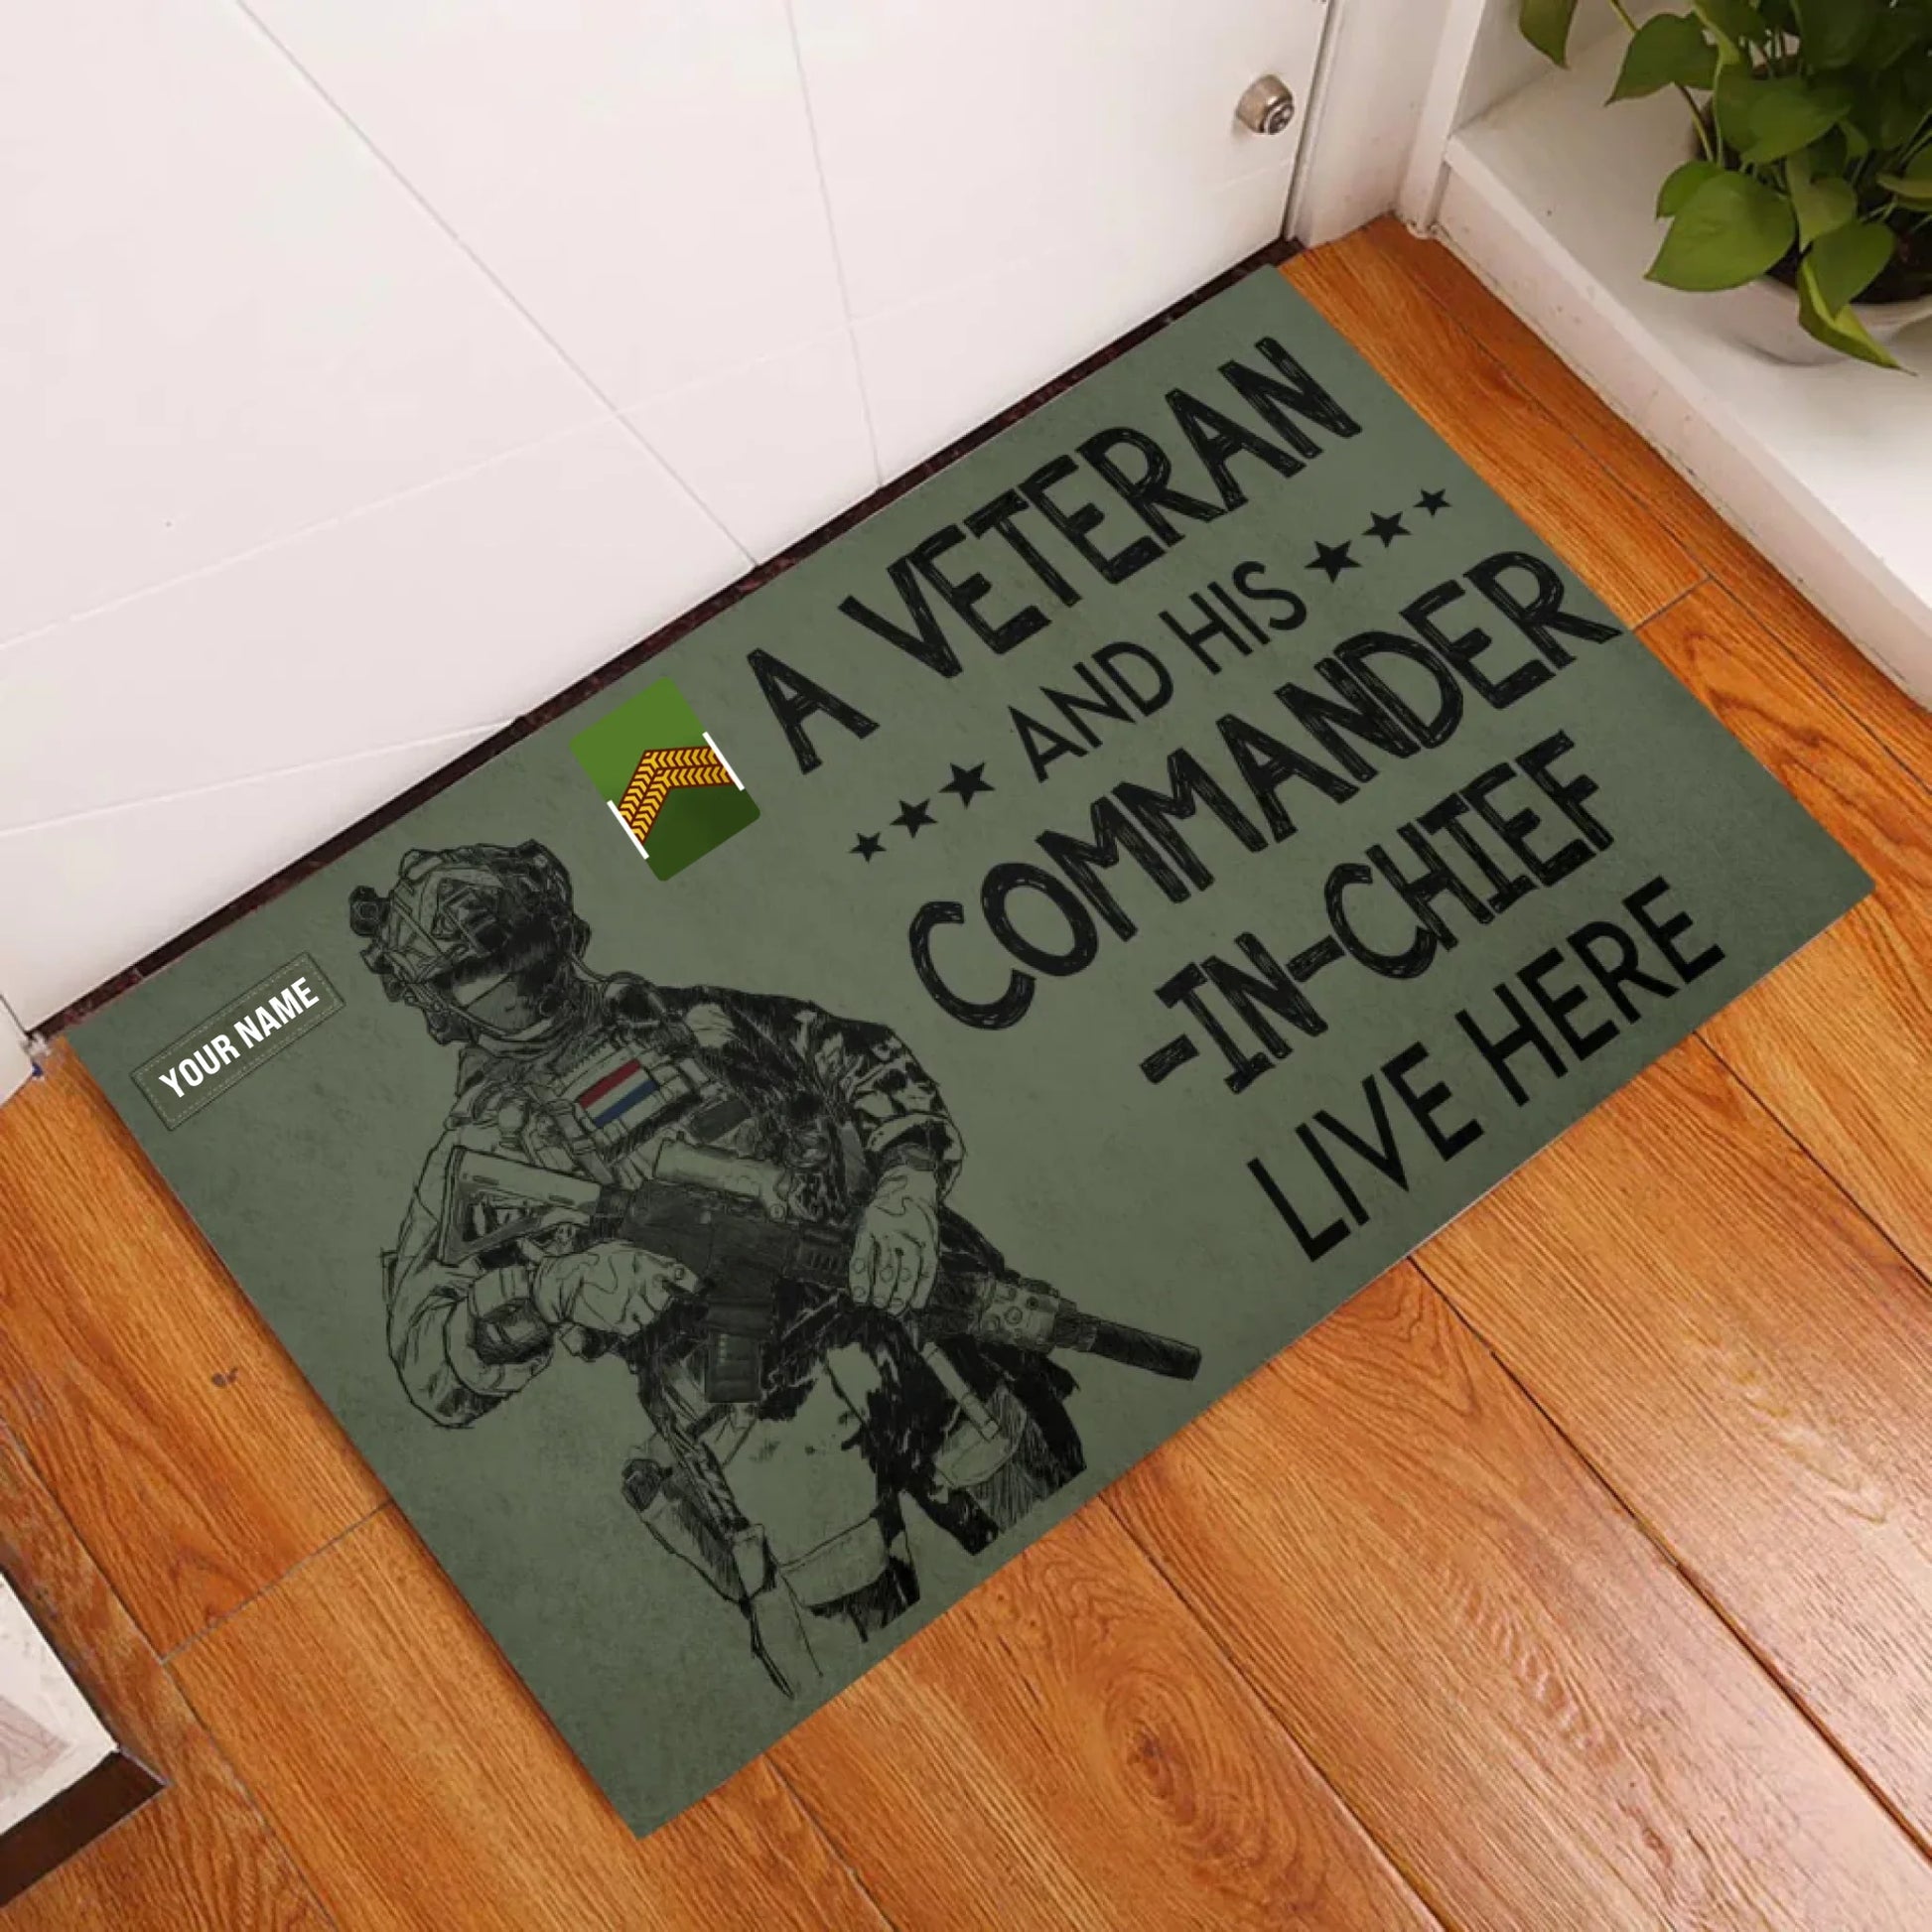 A VETERAN
AND HIS
COMMANDER
-IN-CHIEF
LIVE HERE
YOUR NAME